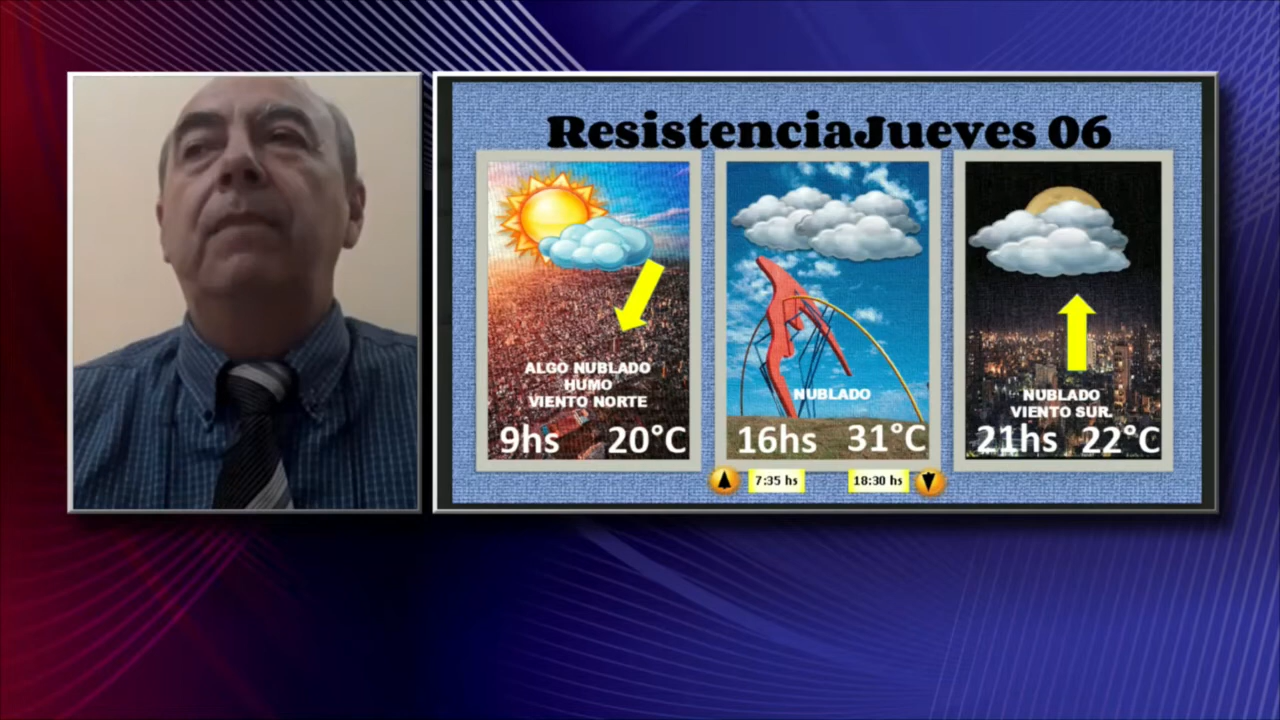 ResistenciaJueves 06
ALGO NUBLADO
HUMO
VIENTO NORTE
9hs 20°C
NUBLADO
16hs 31°C
NUBLADO
VIENTO SUR.
21hs 22°C
7:35 hs
18:30 hs